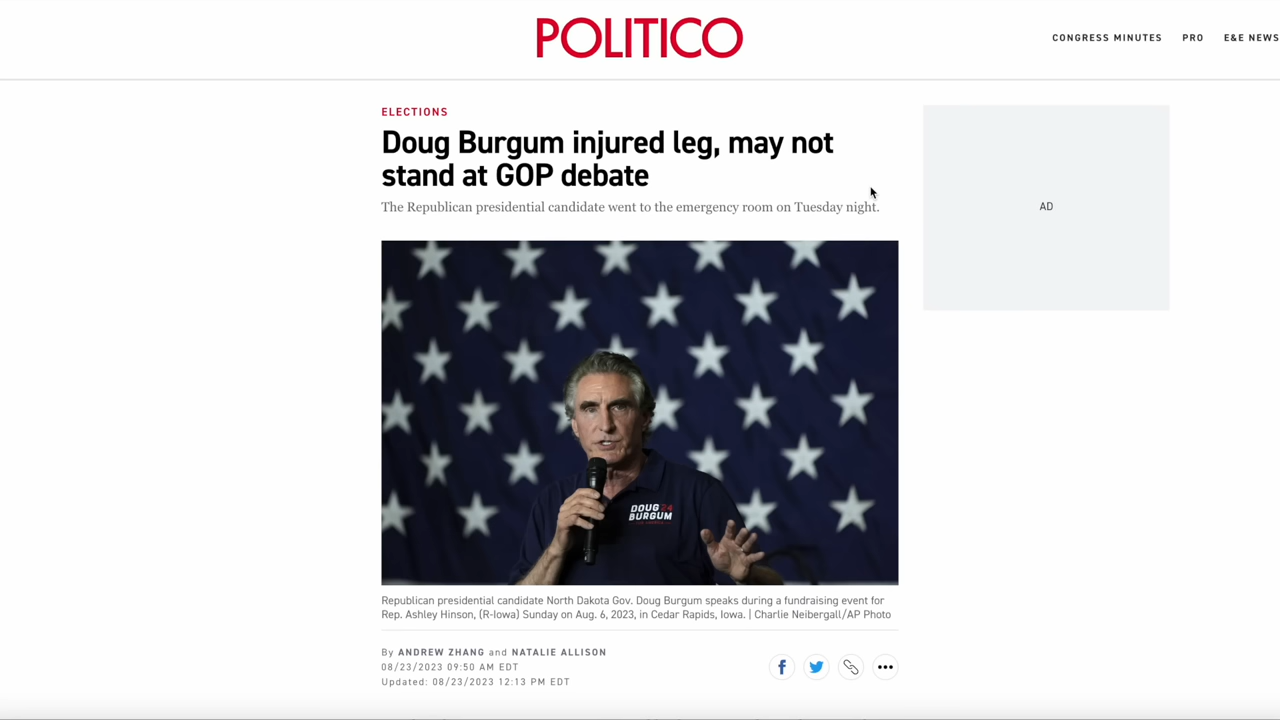 POLITICO
CONGRESS MINUTES PRO E&E NEWS
ELECTIONS
Doug Burgum injured leg, may not
stand at GOP debate
The Republican presidential candidate went to the emergency room on Tuesday night.
AD
DOUG 24
BURGUM
Republican presidential candidate North Dakota Gov. Doug Burgum speaks during a fundraising event for
Rep. Ashley Hinson, (R-Iowa) Sunday on Aug. 6, 2023, in Cedar Rapids, Iowa. | Charlie Neibergall/AP Photo
By ANDREW ZHANG and NATALIE ALLISON
08/23/2023 09:50 AM EDT
Updated: 08/23/2023 12:13 PM EDT